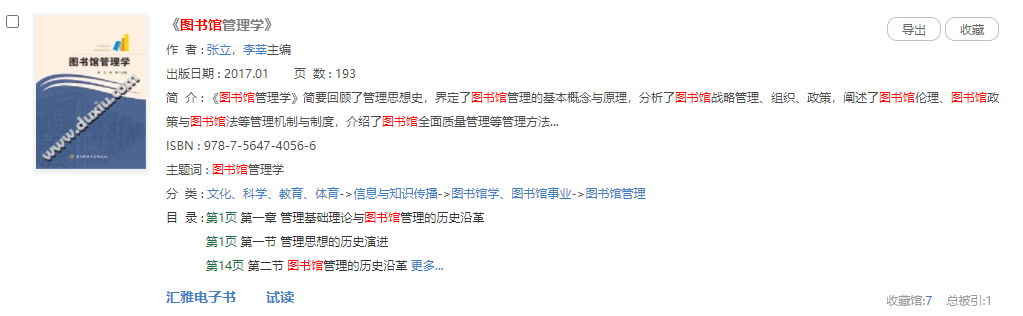 《图书馆管理学》
导出
收藏
作 者：张立，李莘主编
出版日期：2017.01 页 数：193
简 介：《图书馆管理学》简要回顾了管理思想史，界定了图书馆管理的基本概念与原理，分析了图书馆战略管理、组织、政策，阐述了图书馆伦理、图书馆政
策与图书馆法等管理机制与制度，介绍了图书馆全面质量管理等管理方法...
ISBN：978-7-5647-4056-6
主题词：图书馆管理学
分 类：文化、科学、教育、体育->信息与知识传播->图书馆学、图书馆事业->图书馆管理
目 录：第1页 第一章 管理基础理论与图书馆管理的历史沿革
第1页 第一节 管理思想的历史演进
第14页 第二节 图书馆管理的历史沿革 更多...
汇雅电子书 试读
收藏馆:7 总被引:1
图书馆管理学
www.duxiu.com